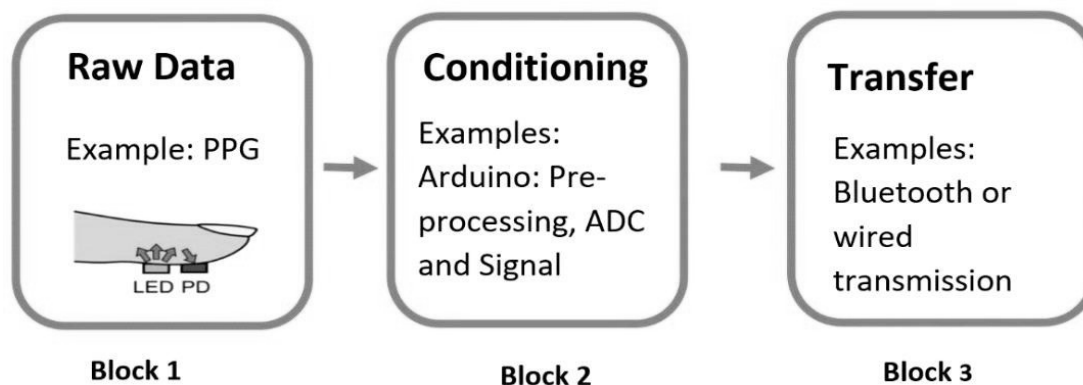 Raw Data
Example: PPG
LED PD
Block 1
Conditioning
Examples:
Arduino: Pre-
processing, ADC
and Signal
Block 2
Transfer
Examples:
Bluetooth or
wired
transmission
Block 3